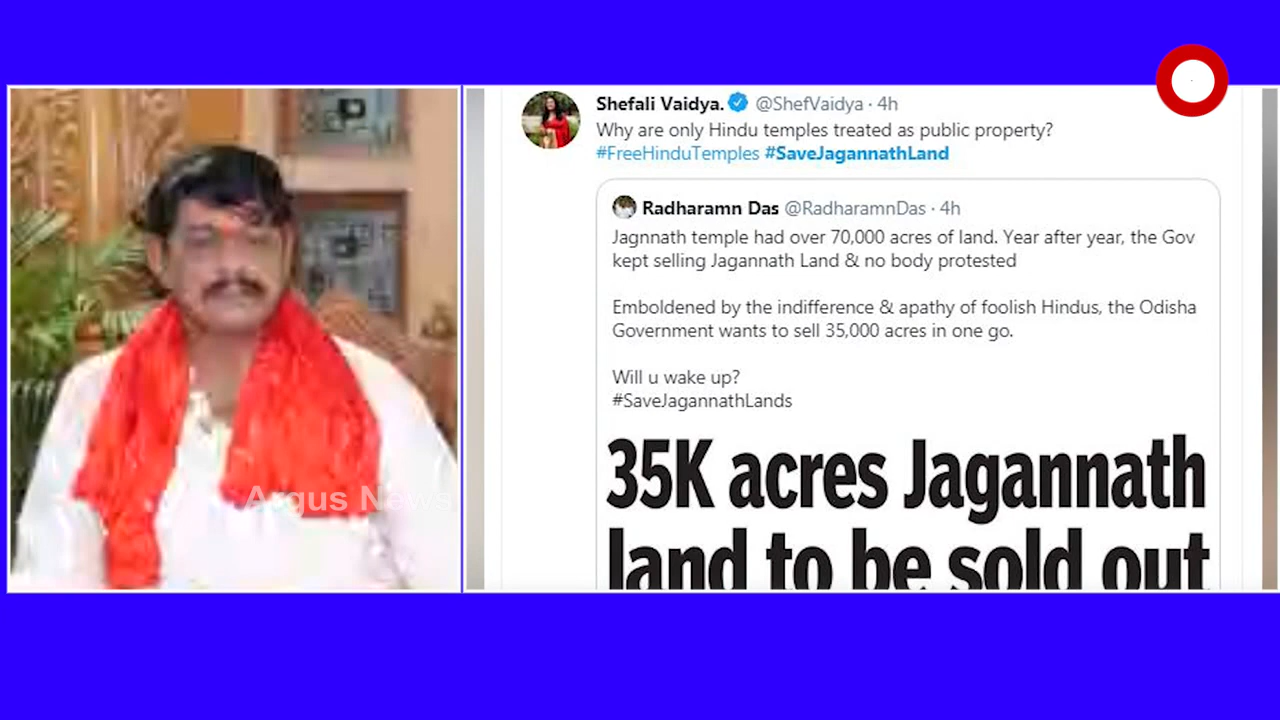 Shefali Vaidya. @ShefVaidya · 4h
Why are only Hindu temples treated as public property?
#FreeHinduTemples #SaveJagannathLand
Radharamn Das @RadharamnDas · 4h
Jagnnath temple had over 70,000 acres of land. Year after year, the Gov
kept selling Jagannath Land & no body protested
Emboldened by the indifference & apathy of foolish Hindus, the Odisha
Government wants to sell 35,000 acres in one go.
Will u wake up?
#SaveJagannathLands
35K acres Jagannath
land to be sold out
Argus News